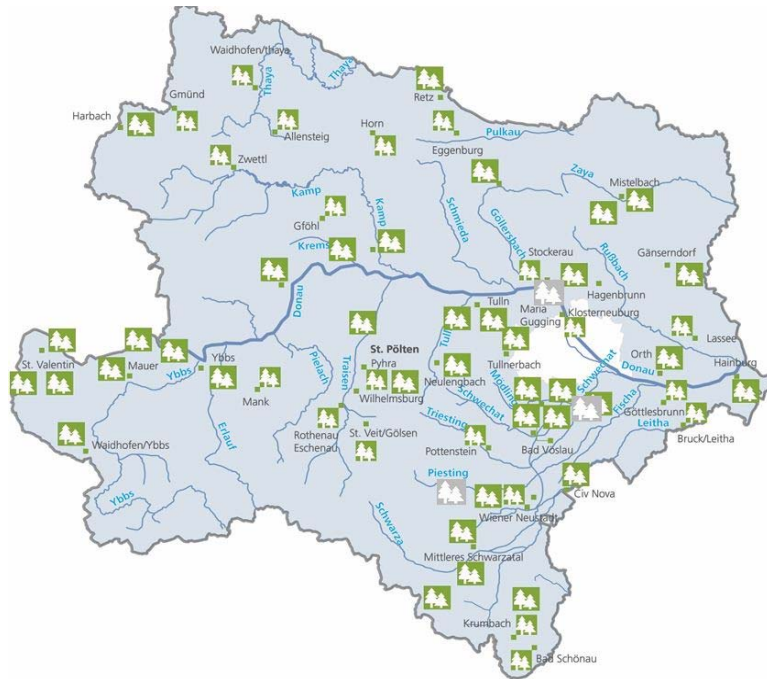 Waidhofen/thaya
Thaya
Thaya
Gmünd
Harbach
Retz
Allensteig
Horn
Pulkau
Eggenburg
Zwettl
Zaya
Mistelbach
Kamp
Kamp
Schmieda
Göllersbach
Gföhl
Krems
Rußbach
Stockerau
Gänserndorf
Hagenbrunn
Donau
Tulln
Maria
Gugging
Klosterneuburg
Tulln
St. Pölten
Lassee
St. Valentin
Mauer
Ybbs
Ybbs
Pielach
Traisen
Pyhra
Tullnerbach
Orth
Hainburg
Donau
Schwechat
Neulengbach
Mödling
Mank
Wilhelmsburg
Schwechat
Fischa
Göttlesbrunn
Triesting
Leitha
Erlauf
Rothenau
Eschenau
St. Veit/Gölsen
Bruck/Leitha
Waidhofen/Ybbs
Pottenstein
Bad Vöslau
Piesting
Civ Nova
Ybbs
Schwarza
Wiener Neustadt
Mittleres Schwarzatal
Krumbach
Bad Schönau